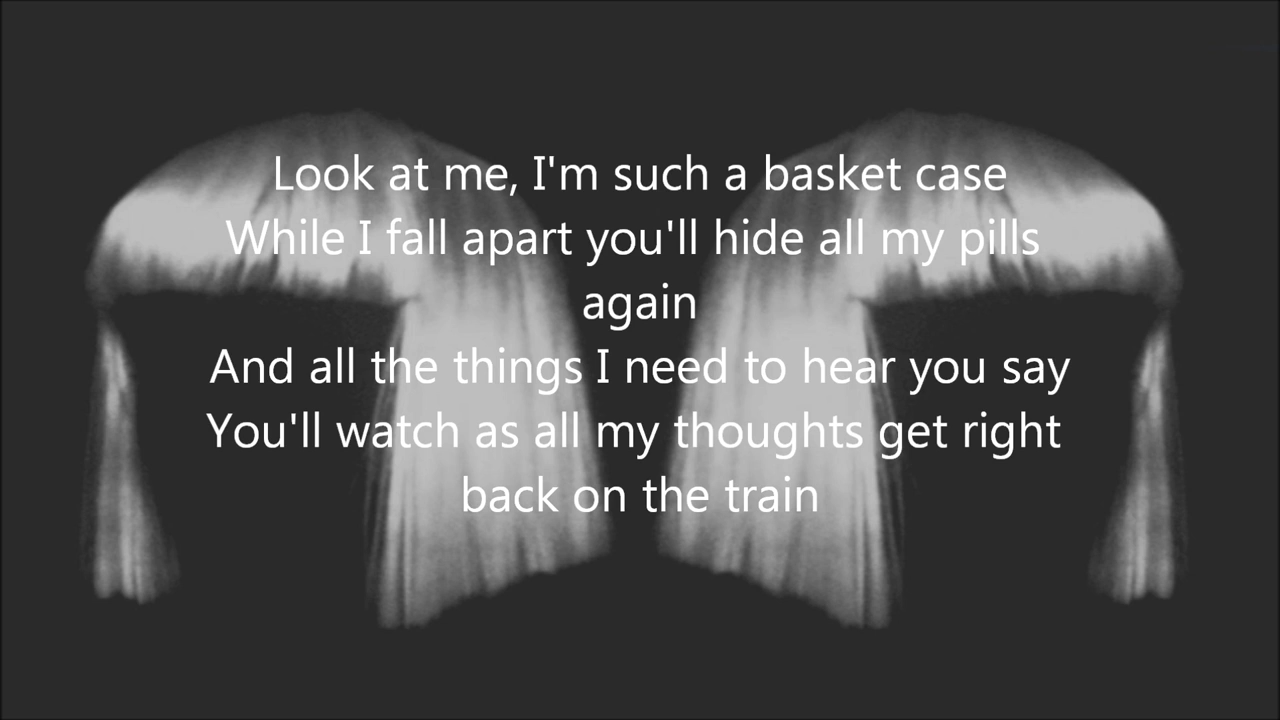 Look at me, I'm such a basket case
While I fall apart you'll hide all my pills
again
And all the things I need to hear you say
You'll watch as all my thoughts get right
back on the train